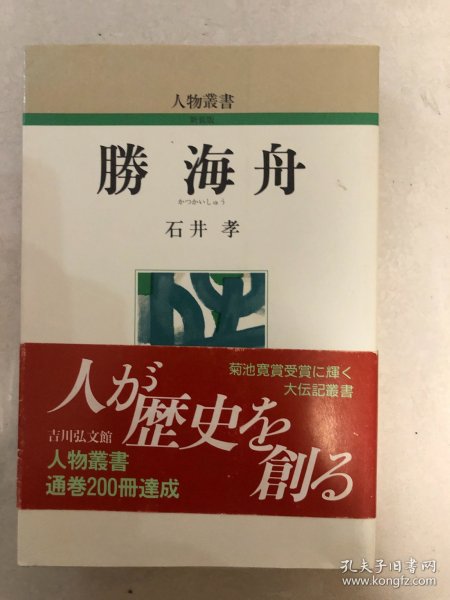 人物叢書
新装版
勝 海舟
かつかいしゅう
石井 孝
人が歴史を創る
菊池寛賞受賞に輝く
大伝記叢書
吉川弘文館
人物叢書
通巻200冊達成
孔夫子旧书网
www.kongfz.com